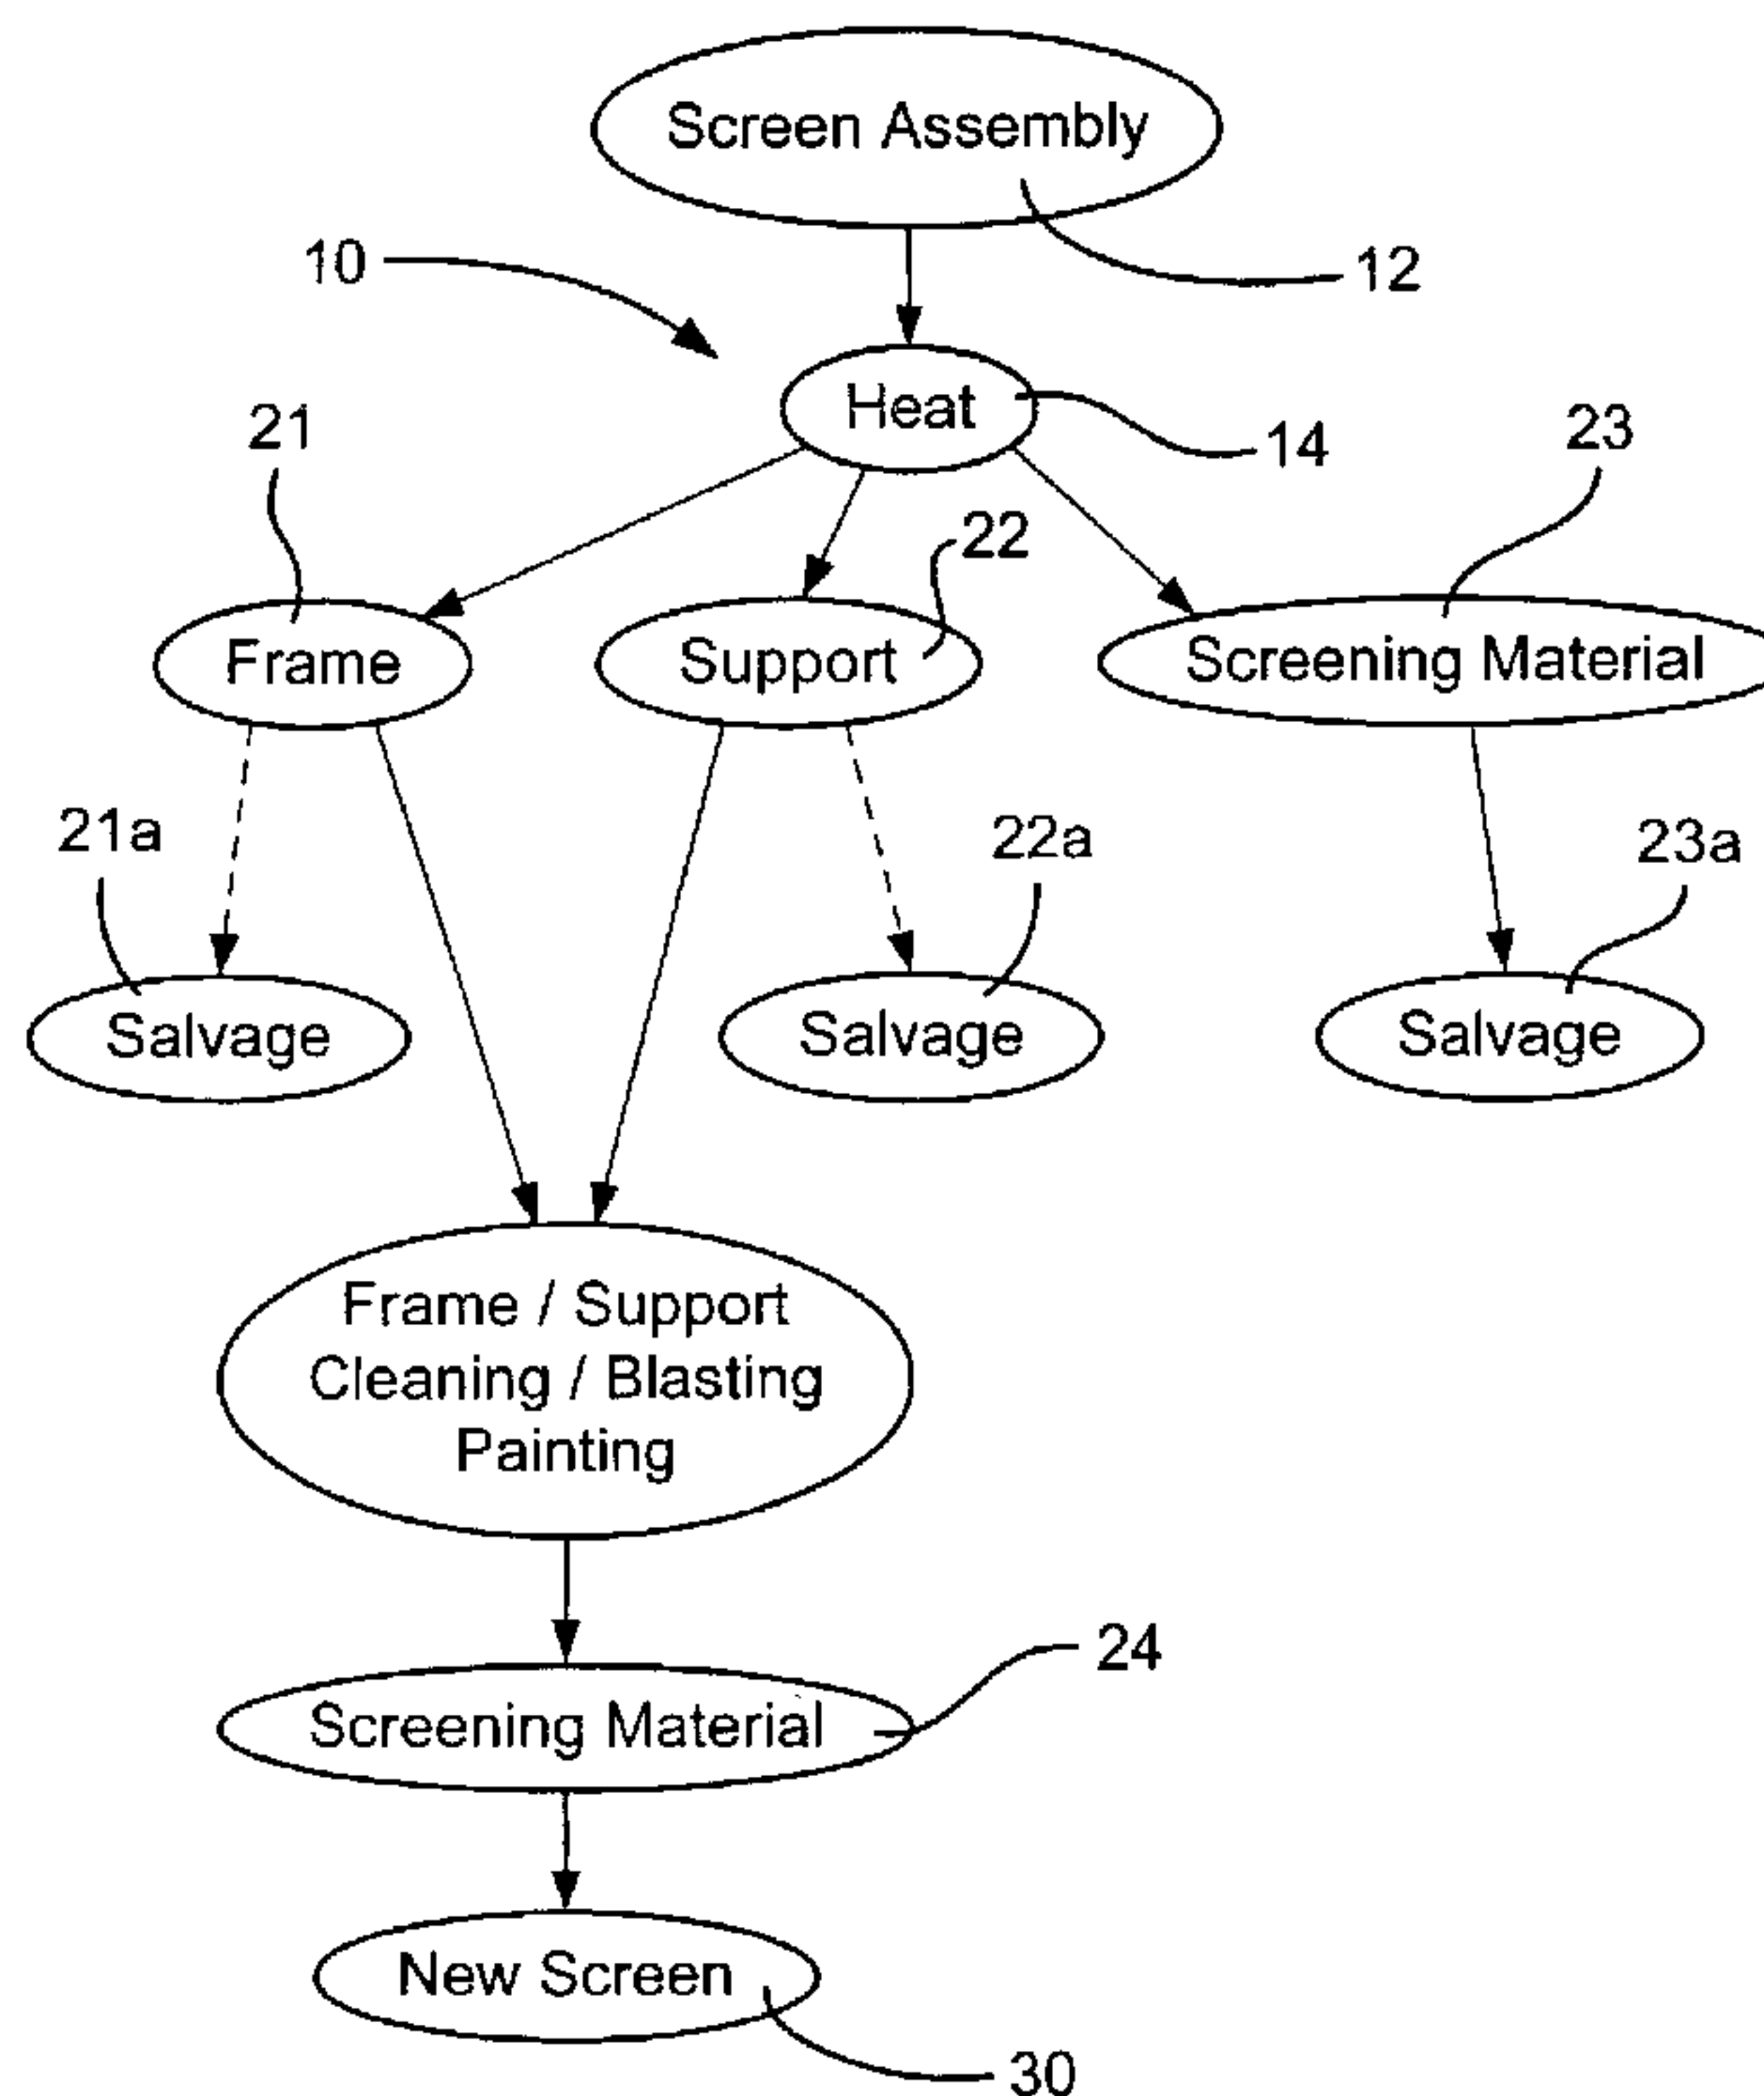 Screen Assembly
10
12
Heat
21
14
23
22
Frame
Support
Screening Material
21a
22a
23a
Salvage
Salvage
Salvage
Frame / Support
Cleaning / Blasting
Painting
24
Screening Material
New Screen
30